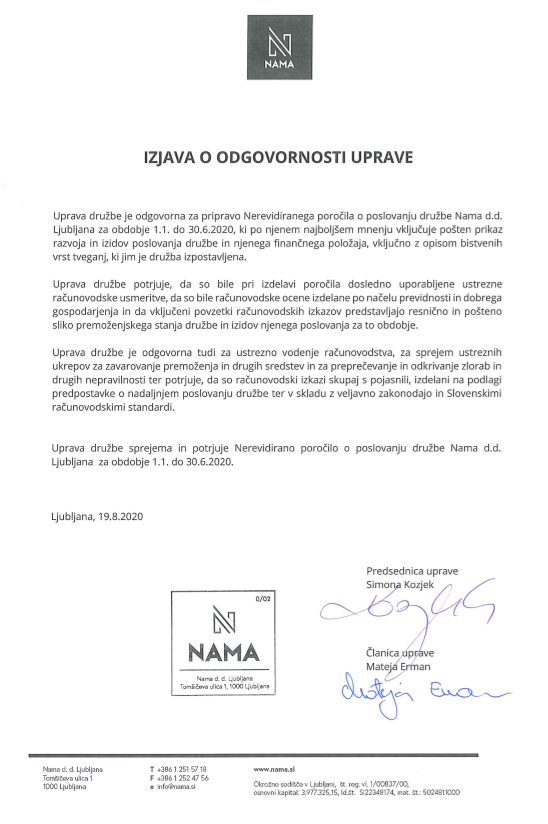 NAMA
IZJAVA O ODGOVORNOSTI UPRAVE
Uprava družbe je odgovorna za pripravo Nerevidiranega poročila o poslovanju družbe Nama d.d.
Ljubljana za obdobje 1.1. do 30.6.2020, ki po njenem najboljšem mnenju vključuje pošten prikaz
razvoja in izidov poslovanja družbe in njenega finančnega položaja, vključno z opisom bistvenih
vrst tveganj, ki jim je družba izpostavljena.
Uprava družbe potrjuje, da so bile pri izdelavi poročila dosledno uporabljene ustrezne
računovodske usmeritve, da so bile računovodske ocene izdelane po načelu previdnosti in dobrega
gospodarjenja in da vključeni povzetki računovodskih izkazov predstavljajo resnično in pošteno
sliko premoženjskega stanja družbe in izidov njenega poslovanja za to obdobje.
Uprava družbe je odgovorna tudi za ustrezno vodenje računovodstva, za sprejem ustreznih
ukrepov za zavarovanje premoženja in drugih sredstev in za preprečevanje in odkrivanje zlorab in
drugih nepravilnosti ter potrjuje, da so računovodski izkazi skupaj s pojasnili, izdelani na podlagi
predpostavke o nadaljnjem poslovanju družbe ter v skladu z veljavno zakonodajo in Slovenskimi
računovodskimi standardi.
Uprava družbe sprejema in potrjuje Nerevidirano poročilo o poslovanju družbe Nama d.d.
Ljubljana za obdobje 1.1. do 30.6.2020.
Ljubljana, 19.8.2020
Predsednica uprave
Simona Kozjek
0/02
NAMA
Nama d. d. Ljubljana
Tomšičeva ulica 1, 1000 Ljubljana
Članica uprave
Mateja Erman
Mateja Erman
Nama d. d. Ljubljana
Tomšičeva ulica 1
1000 Ljubljana
T +386 1 251 57 18
F +386 1 252 47 56
e info@nama.si
www.nama.si
Okrožno sodišče v Ljubljani, št. reg. vl. 1/00837/00,
osnovni kapital: 3.977.325,15, Id.št. SI22348174, mat. št.: 5024811000